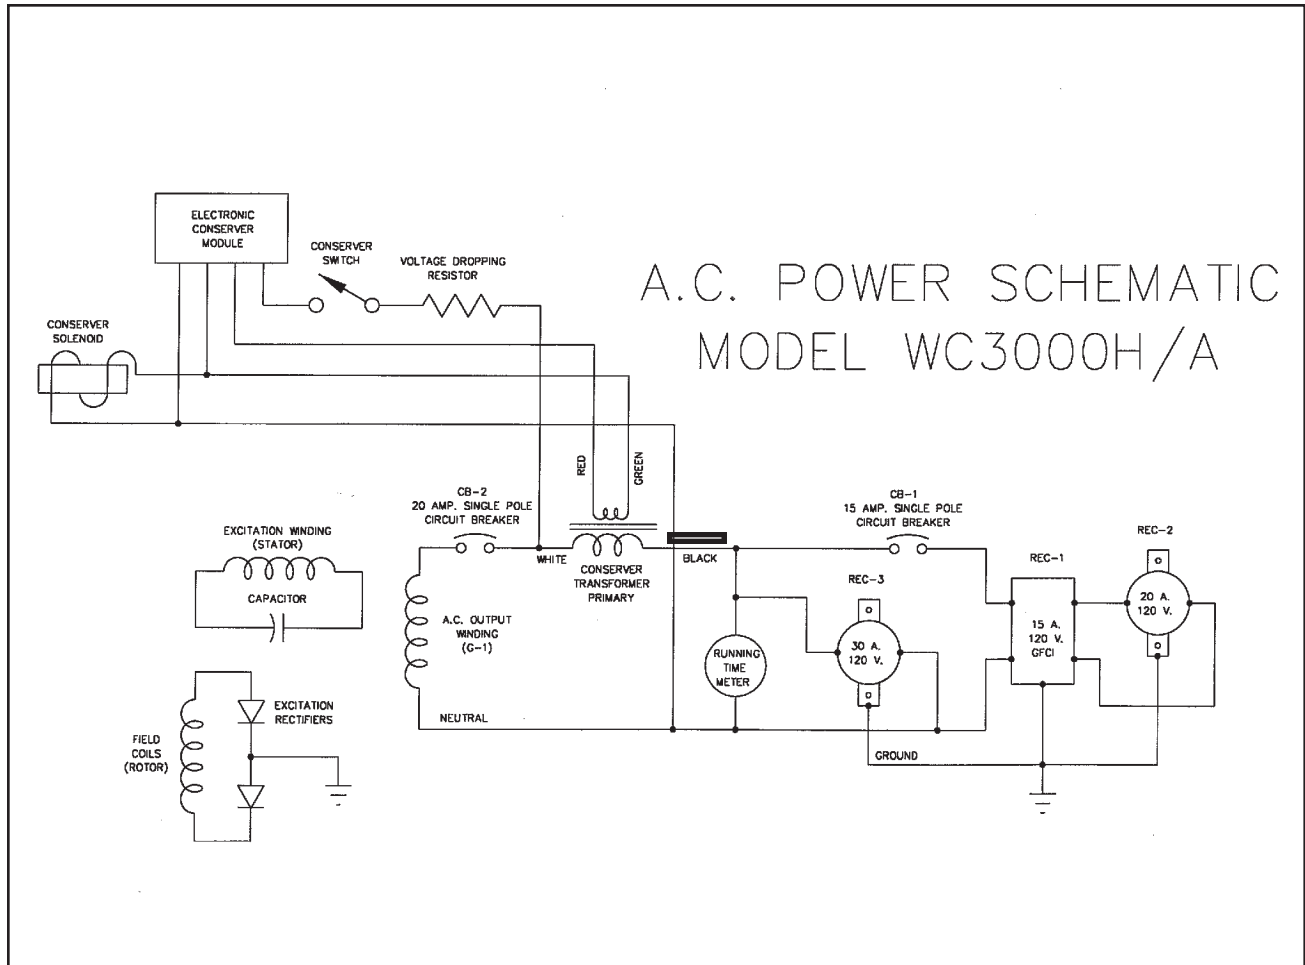 A.C. POWER SCHEMATIC
MODEL WC3000H/A
ELECTRONIC
CONSERVER
MODULE
CONSERVER
SWITCH
VOLTAGE DROPPING
RESISTOR
CONSERVER
SOLENOID
RED
GREEN
CB-2
20 AMP. SINGLE POLE
CIRCUIT BREAKER
CB-1
15 AMP. SINGLE POLE
CIRCUIT BREAKER
EXCITATION WINDING
(STATOR)
CAPACITOR
WHITE
CONSERVER
TRANSFORMER
PRIMARY
BLACK
REC-1
REC-2
REC-3
A.C. OUTPUT
WINDING
(G-1)
RUNNING
TIME
METER
30 A.
120 V.
15 A.
120 V.
GFCI
20 A.
120 V.
NEUTRAL
GROUND
EXCITATION
RECTIFIERS
FIELD
COILS
(ROTOR)